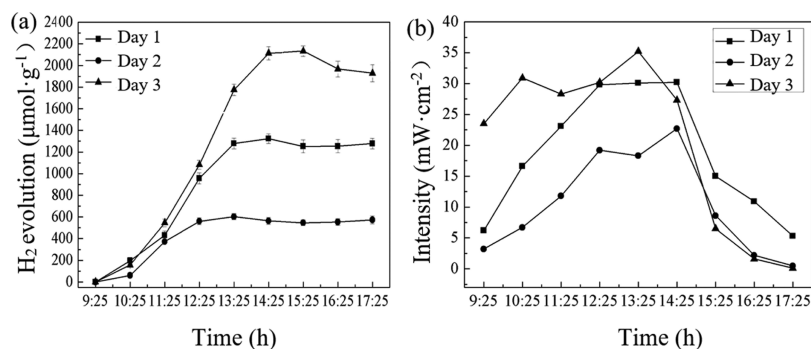 (a)
2400
2200
2000
1800
1600
1400
1200
1000
800
600
400
200
0
H₂ evolution (μmol·g⁻¹)
Day 1
Day 2
Day 3
9:25 10:25 11:25 12:25 13:25 14:25 15:25 16:25 17:25
Time (h)
(b)
40
35
30
25
20
15
10
5
0
Intensity (mW·cm⁻²)
Day 1
Day 2
Day 3
9:25 10:25 11:25 12:25 13:25 14:25 15:25 16:25 17:25
Time (h)